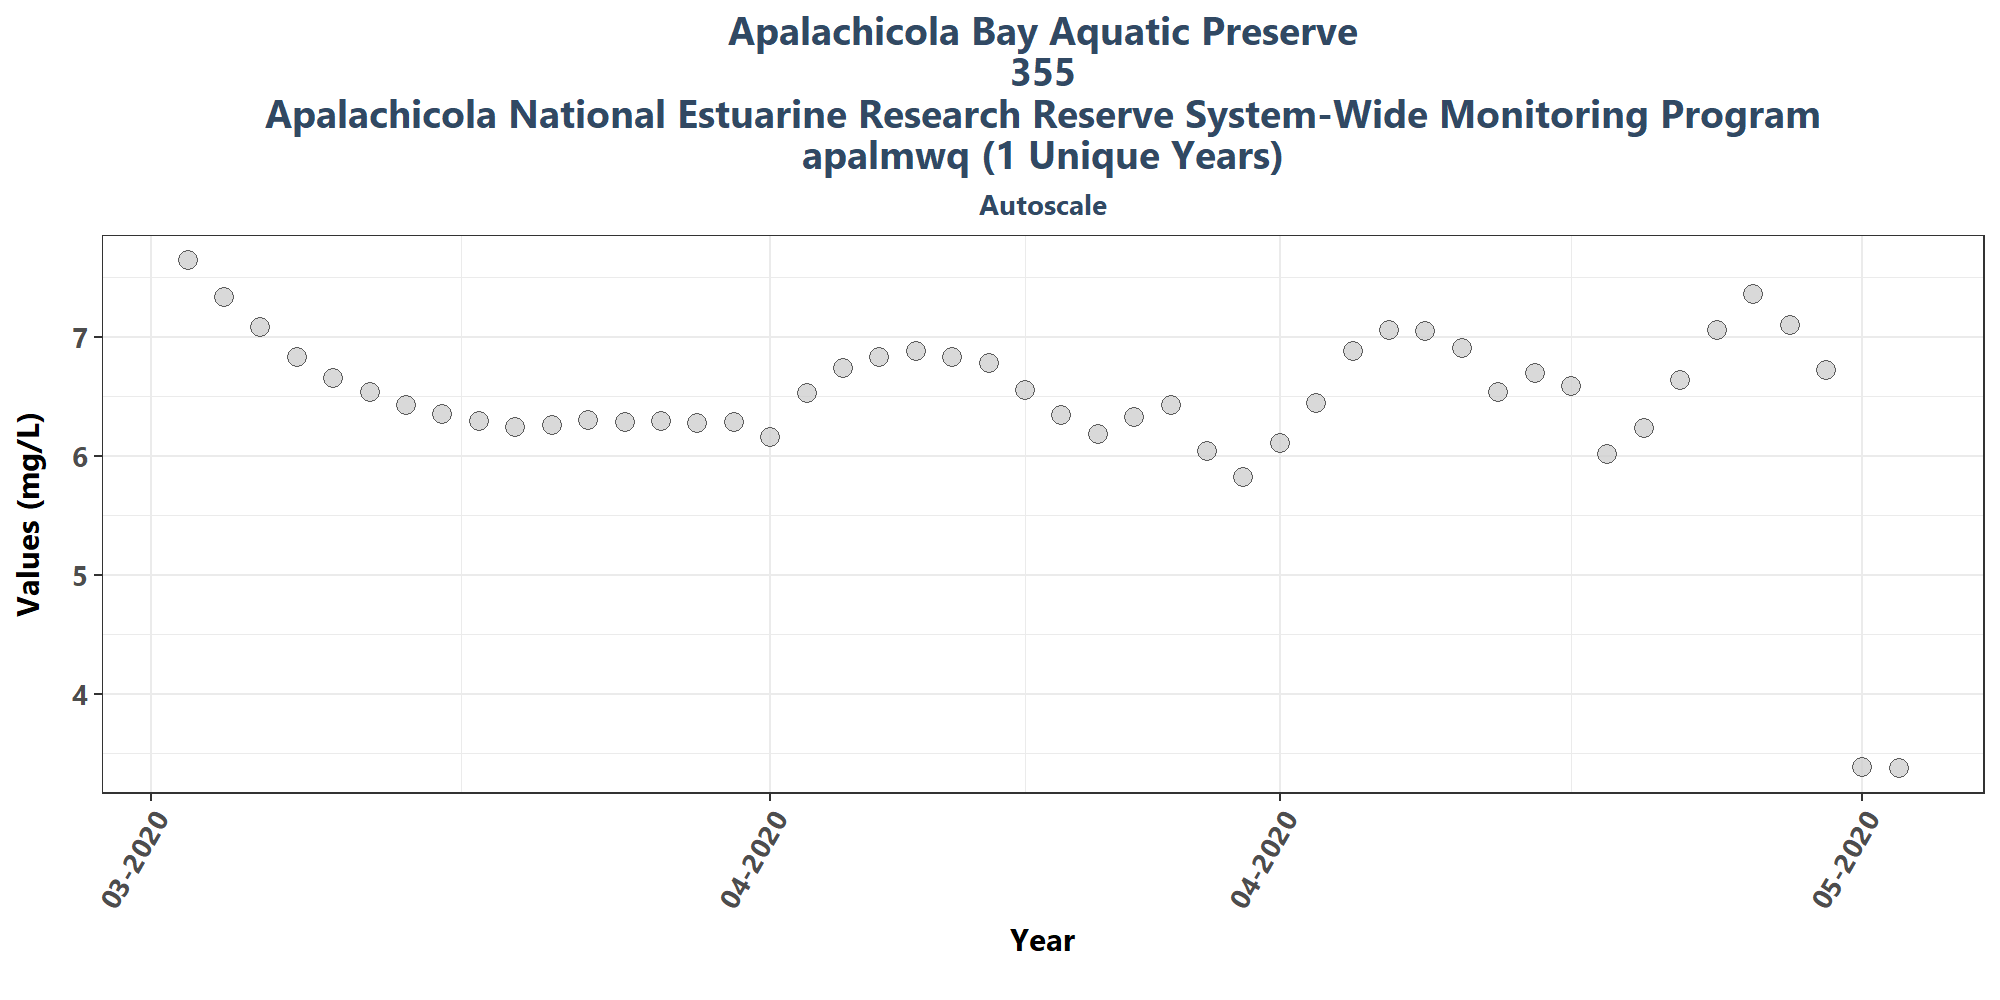 Apalachicola Bay Aquatic Preserve
355
Apalachicola National Estuarine Research Reserve System-Wide Monitoring Program
apalmwq (1 Unique Years)
Autoscale
Values (mg/L)
7
6
5
4
03-2020
04-2020
04-2020
05-2020
Year